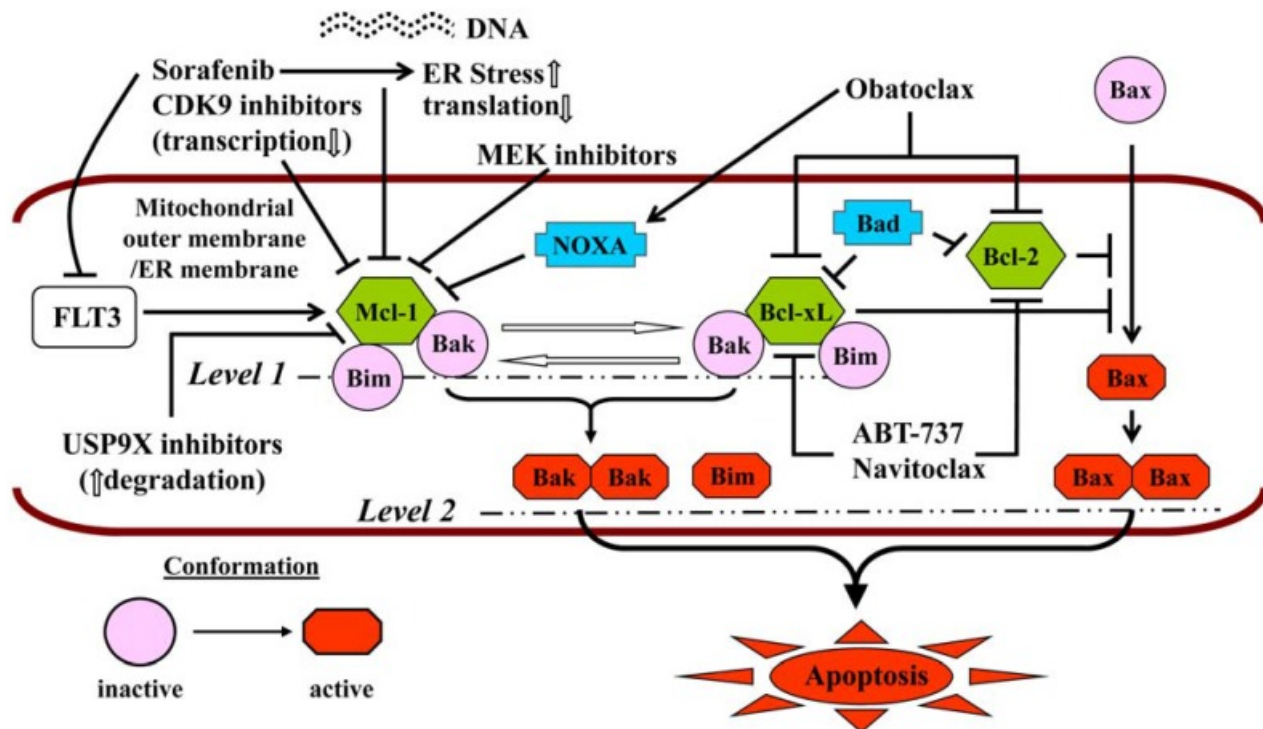 DNA
Sorafenib
CDK9 inhibitors
(transcription⇩)
ER Stress⇧
translation⇩
Obatoclax
Bax
MEK inhibitors
Mitochondrial
outer membrane
/ER membrane
NOXA
Bad
Bcl-2
FLT3
Mcl-1
Bak
Bim
Bcl-xL
Bak
Bim
Level 1
Bax
USP9X inhibitors
(⇧degradation)
ABT-737
Navitoclax
Bak Bak
Bim
Bax Bax
Level 2
Conformation
inactive
active
Apoptosis